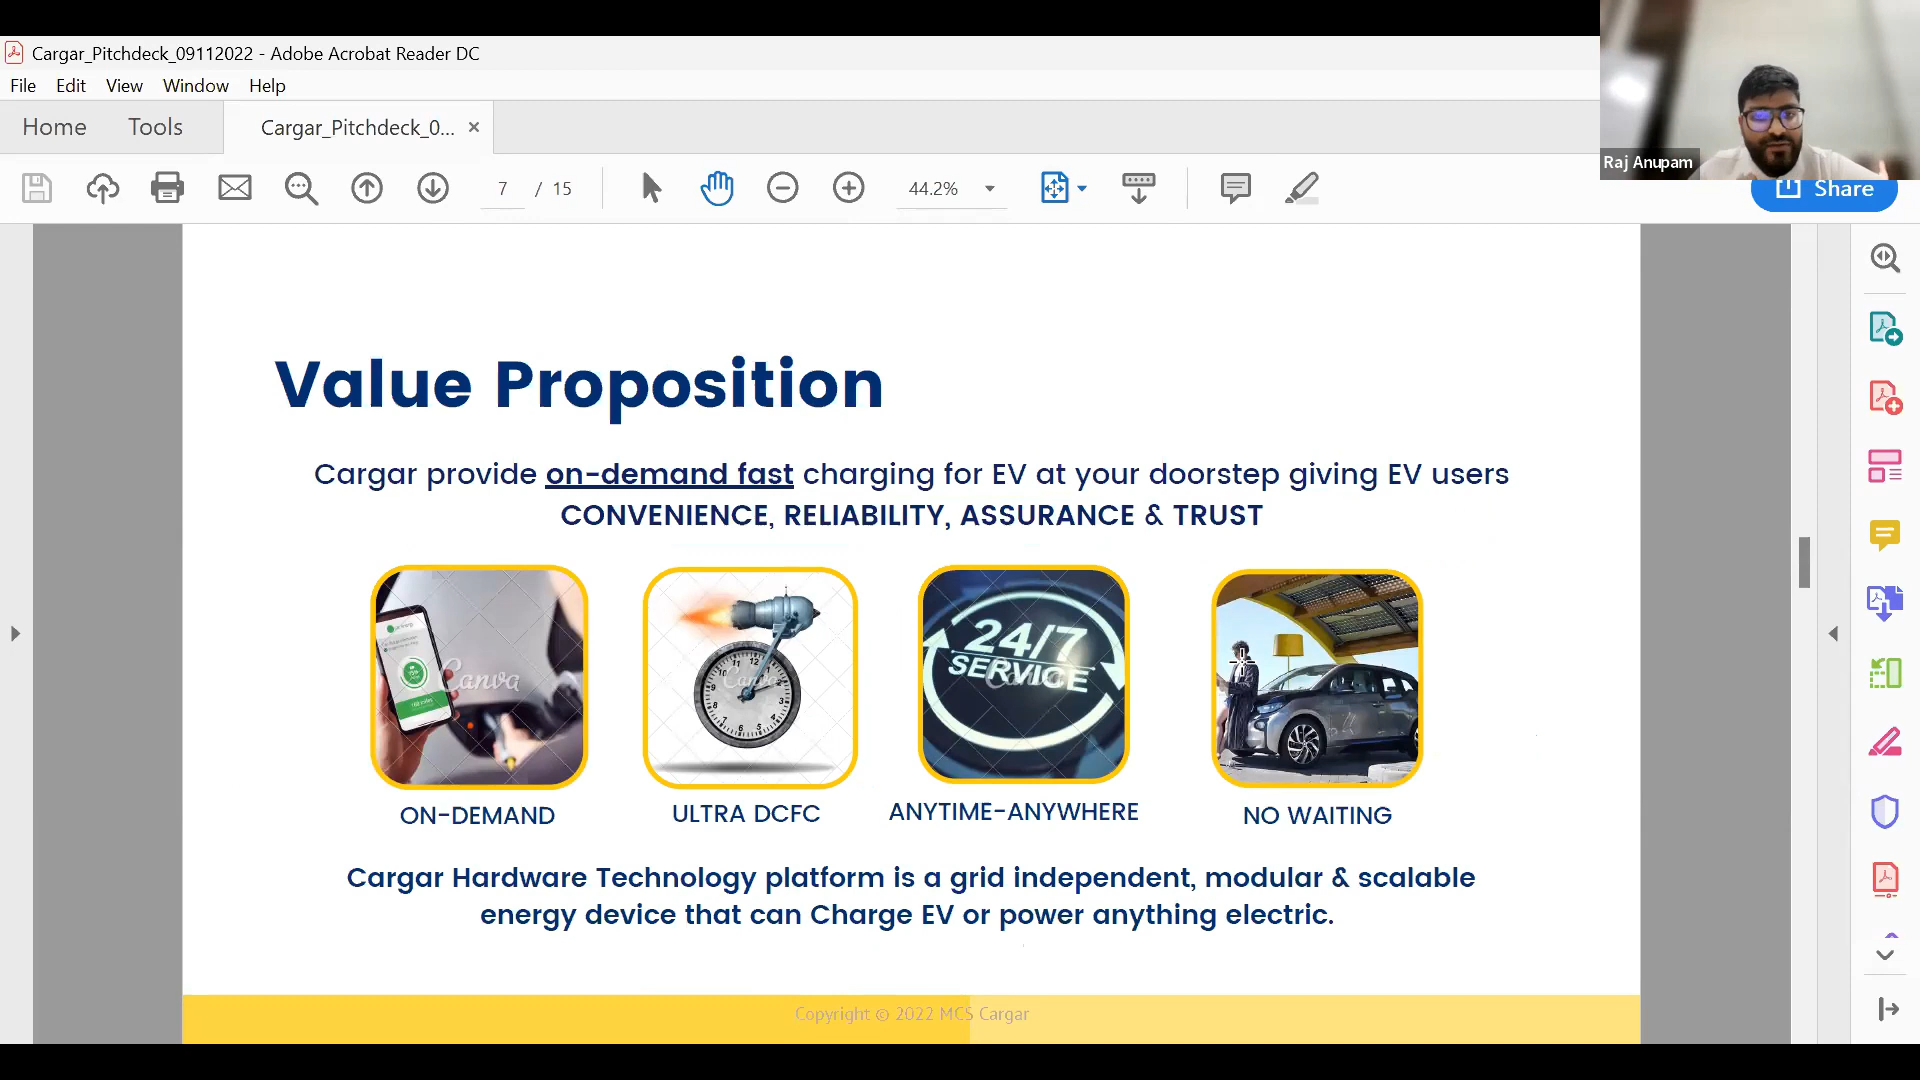 Cargar_Pitchdeck_09112022 - Adobe Acrobat Reader DC
File Edit View Window Help
Home Tools Cargar_Pitchdeck_0... ×
7 / 15 44.2%
Raj Anupam
Share
Value Proposition
Cargar provide on-demand fast charging for EV at your doorstep giving EV users
CONVENIENCE, RELIABILITY, ASSURANCE & TRUST
Canva
Canva
24/7
SERVICE
Canva
ON-DEMAND
ULTRA DCFC
ANYTIME-ANYWHERE
NO WAITING
Cargar Hardware Technology platform is a grid independent, modular & scalable
energy device that can Charge EV or power anything electric.
Copyright © 2022 MCS Cargar